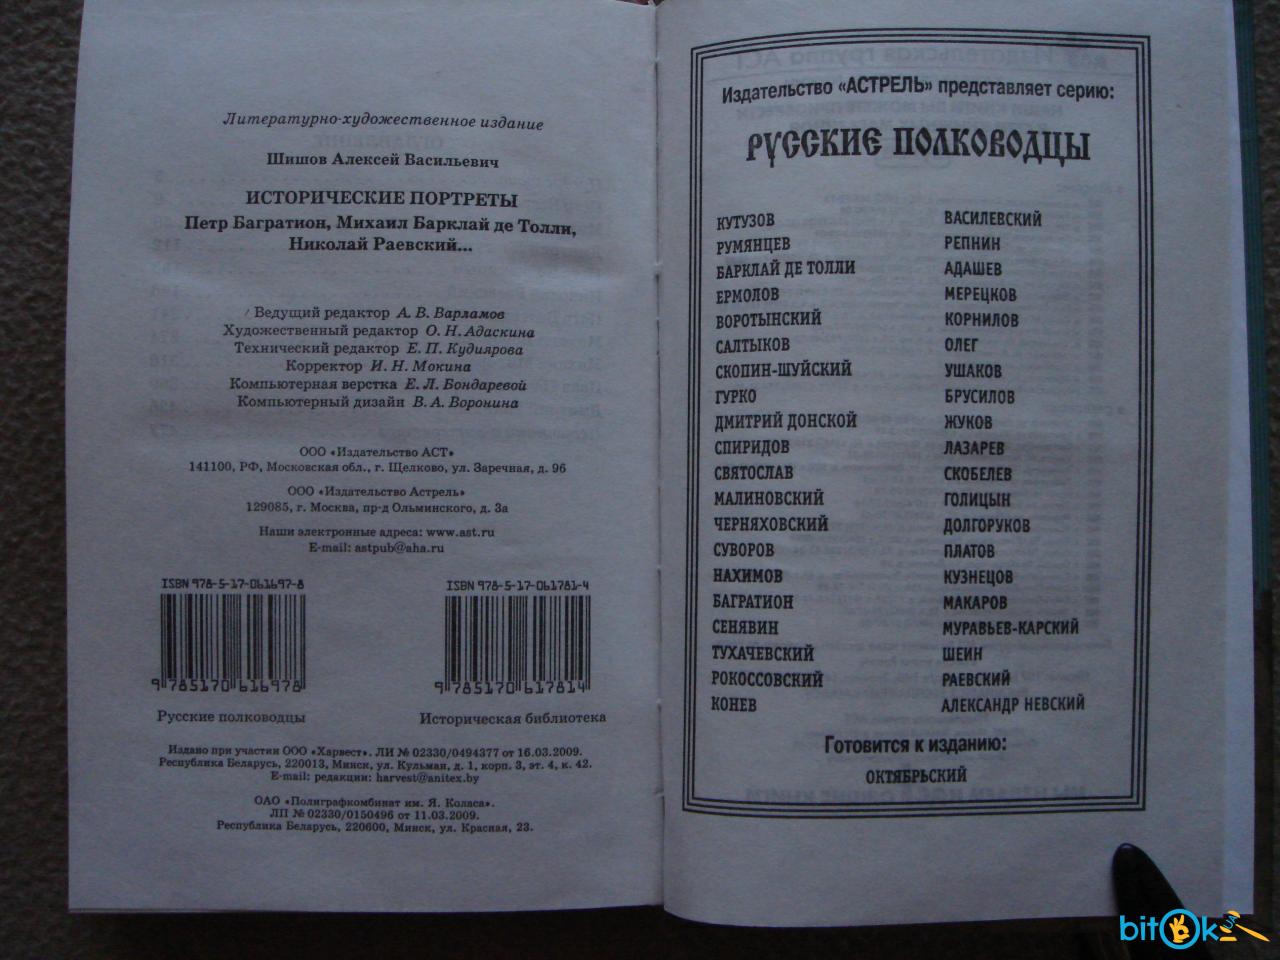 Литературно-художественное издание
Шишов Алексей Васильевич
ИСТОРИЧЕСКИЕ ПОРТРЕТЫ
Петр Багратион, Михаил Барклай де Толли,
Николай Раевский...
Ведущий редактор А. В. Варламов
Художественный редактор О. Н. Адаскина
Технический редактор Е. П. Кудиярова
Корректор И. Н. Мокина
Компьютерная верстка Е. Л. Бондаревой
Компьютерный дизайн В. А. Воронина
ООО «Издательство АСТ»
141100, РФ, Московская обл., г. Щелково, ул. Заречная, д. 96
ООО «Издательство Астрель»
129085, г. Москва, пр-д Ольминского, д. 3а
Наши электронные адреса: www.ast.ru
E-mail: astpub@aha.ru
ISBN 978-5-17-061697-8
9 785170 616978
Русские полководцы
ISBN 978-5-17-061781-4
9 785170 617814
Историческая библиотека
Издано при участии ООО «Харвест». ЛИ № 02330/0494377 от 16.03.2009.
Республика Беларусь, 220013, Минск, ул. Кульман, д. 1, корп. 3, эт. 4, к. 42.
E-mail: редакции: harvest@anitex.by
ОАО «Полиграфкомбинат им. Я. Коласа».
ЛП № 02330/0150496 от 11.03.2009.
Республика Беларусь, 220600, Минск, ул. Красная, 23.
Издательство «АСТРЕЛЬ» представляет серию:
РУССКИЕ ПОЛКОВОДЦЫ
КУТУЗОВ
РУМЯНЦЕВ
БАРКЛАЙ ДЕ ТОЛЛИ
ЕРМОЛОВ
ВОРОТЫНСКИЙ
САЛТЫКОВ
СКОПИН-ШУЙСКИЙ
ГУРКО
ДМИТРИЙ ДОНСКОЙ
СПИРИДОВ
СВЯТОСЛАВ
МАЛИНОВСКИЙ
ЧЕРНЯХОВСКИЙ
СУВОРОВ
НАХИМОВ
БАГРАТИОН
СЕНЯВИН
ТУХАЧЕВСКИЙ
РОКОССОВСКИЙ
КОНЕВ
ВАСИЛЕВСКИЙ
РЕПНИН
АДАШЕВ
МЕРЕЦКОВ
КОРНИЛОВ
ОЛЕГ
УШАКОВ
БРУСИЛОВ
ЖУКОВ
ЛАЗАРЕВ
СКОБЕЛЕВ
ГОЛИЦЫН
ДОЛГОРУКОВ
ПЛАТОВ
КУЗНЕЦОВ
МАКАРОВ
МУРАВЬЕВ-КАРСКИЙ
ШЕИН
РАЕВСКИЙ
АЛЕКСАНДР НЕВСКИЙ
Готовится к изданию:
ОКТЯБРЬСКИЙ
bitOk
UA